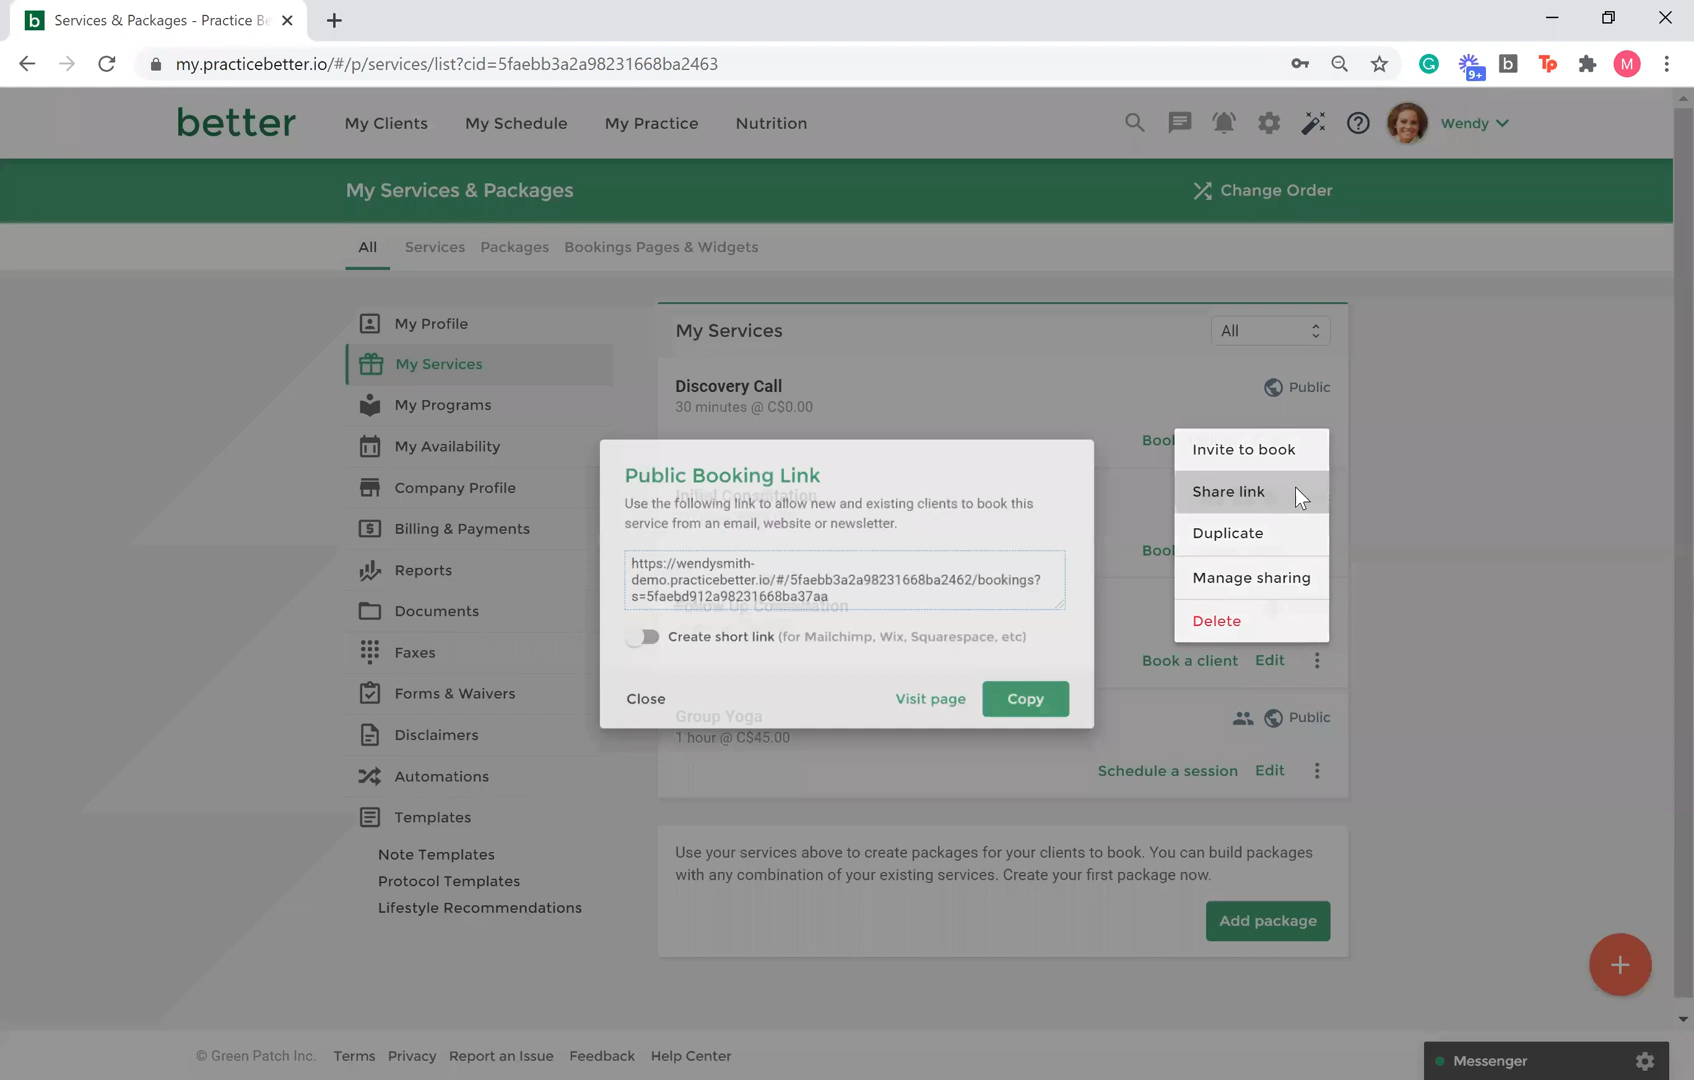 b Services & Packages - Practice Be
my.practicebetter.io/#/p/services/list?cid=5faebb3a2a98231668ba2463
9+
b
Tp
M
better
My Clients
My Schedule
My Practice
Nutrition
Wendy
My Services & Packages
Change Order
All
Services
Packages
Bookings Pages & Widgets
My Profile
My Services
My Programs
My Availability
Company Profile
Billing & Payments
Reports
Documents
Faxes
Forms & Waivers
Disclaimers
Automations
Templates
Note Templates
Protocol Templates
Lifestyle Recommendations
My Services
All
Discovery Call
Public
30 minutes @ C$0.00
Boo
Invite to book
Share link
Duplicate
Manage sharing
Delete
Initial Consultation
Boo
Follow Up Consultation
Book a client
Edit
Public Booking Link
Use the following link to allow new and existing clients to book this
service from an email, website or newsletter.
https://wendysmith-
demo.practicebetter.io/#/5faebb3a2a98231668ba2462/bookings?
s=5faebd912a98231668ba37aa
Create short link (for Mailchimp, Wix, Squarespace, etc)
Close
Visit page
Copy
Group Yoga
Public
1 hour @ C$45.00
Schedule a session
Edit
Use your services above to create packages for your clients to book. You can build packages
with any combination of your existing services. Create your first package now.
Add package
© Green Patch Inc.
Terms
Privacy
Report an Issue
Feedback
Help Center
Messenger